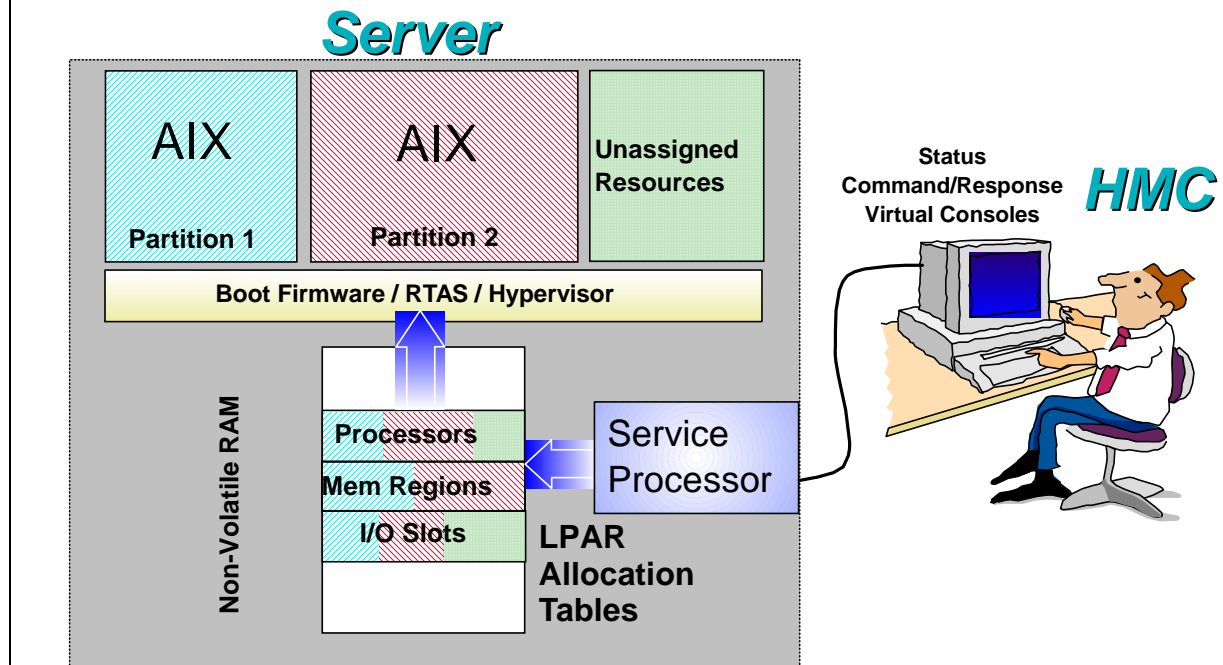 Server
AIX
Partition 1
AIX
Partition 2
Unassigned
Resources
Boot Firmware / RTAS / Hypervisor
Non-Volatile RAM
Processors
Mem Regions
I/O Slots
Service
Processor
LPAR
Allocation
Tables
Status
Command/Response
Virtual Consoles
HMC